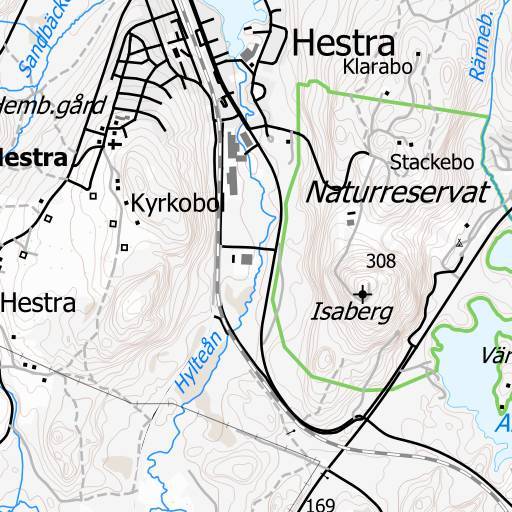 Sandbäck
Hestra
Klarabo
Ränneb.
Hemb.gård
Hestra
Stackebo
Naturreservat
Kyrkobol
308
Hestra
Isaberg
Hylteån
Vär
A
169